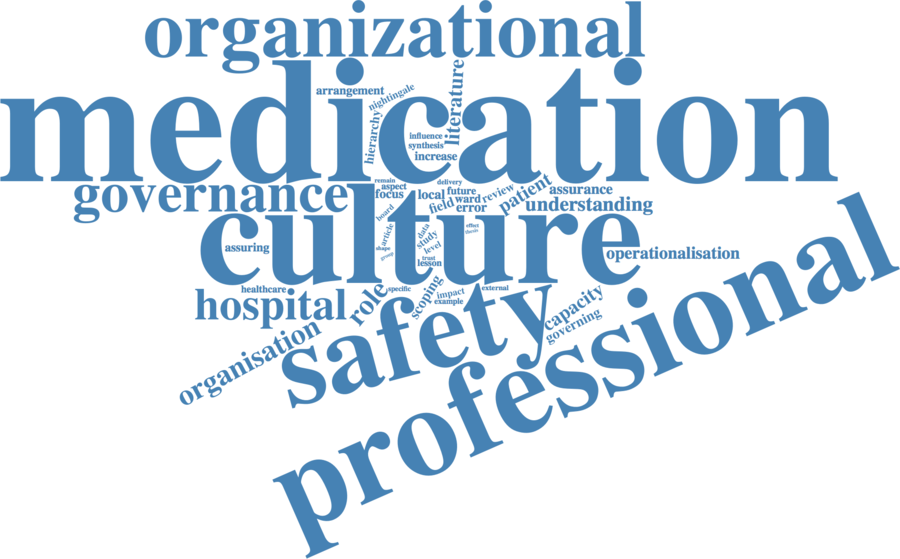 organizational
medication
arrangement
nightingale
hierarchy
literature
influence
synthesis
increase
remain
delivery
aspect
focus
local
future
ward
review
patient
assurance
governance
field
error
understanding
culture
board
article
data
study
level
effect
thesis
assuring
shape
group
trust
lesson
operationalisation
healthcare
specific
external
hospital
role
scoping
impact
example
safety
capacity
governing
organisation
professional